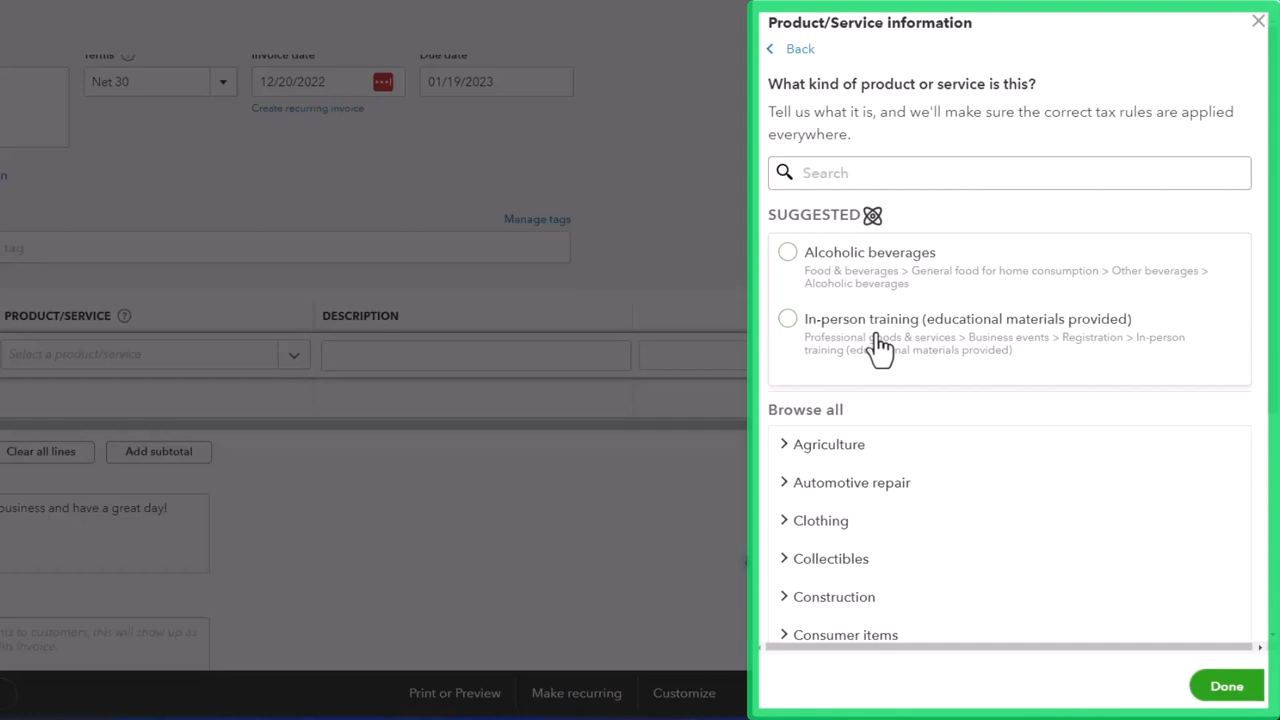 Product/Service information
Back
What kind of product or service is this?
Tell us what it is, and we'll make sure the correct tax rules are applied
everywhere.
Search
SUGGESTED
Alcoholic beverages
Food & beverages > General food for home consumption > Other beverages >
Alcoholic beverages
In-person training (educational materials provided)
Professional goods & services > Business events > Registration > In-person
training (educational materials provided)
Browse all
Agriculture
Automotive repair
Clothing
Collectibles
Construction
Consumer items
Done
Terms
Invoice date
Due date
Net 30
12/20/2022
01/19/2023
Create recurring invoice
n
Manage tags
tag
PRODUCT/SERVICE
DESCRIPTION
Select a product/service
Clear all lines
Add subtotal
business and have a great day!
nts to customers, this will show up as
his invoice.
Print or Preview
Make recurring
Customize